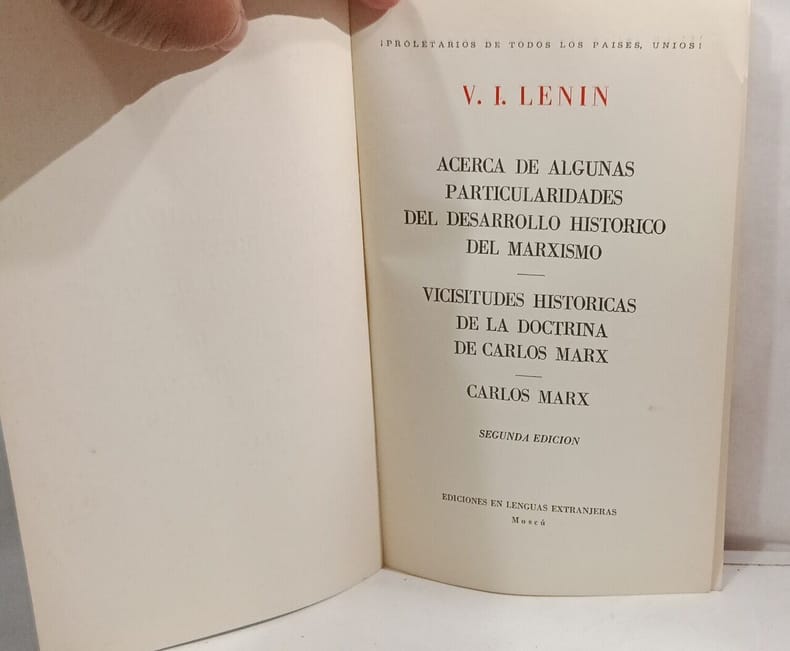 ¡PROLETARIOS DE TODOS LOS PAISES, UNIOS!
V. I. LENIN
ACERCA DE ALGUNAS
PARTICULARIDADES
DEL DESARROLLO HISTORICO
DEL MARXISMO
VICISITUDES HISTORICAS
DE LA DOCTRINA
DE CARLOS MARX
CARLOS MARX
SEGUNDA EDICION
EDICIONES EN LENGUAS EXTRANJERAS
Moscú